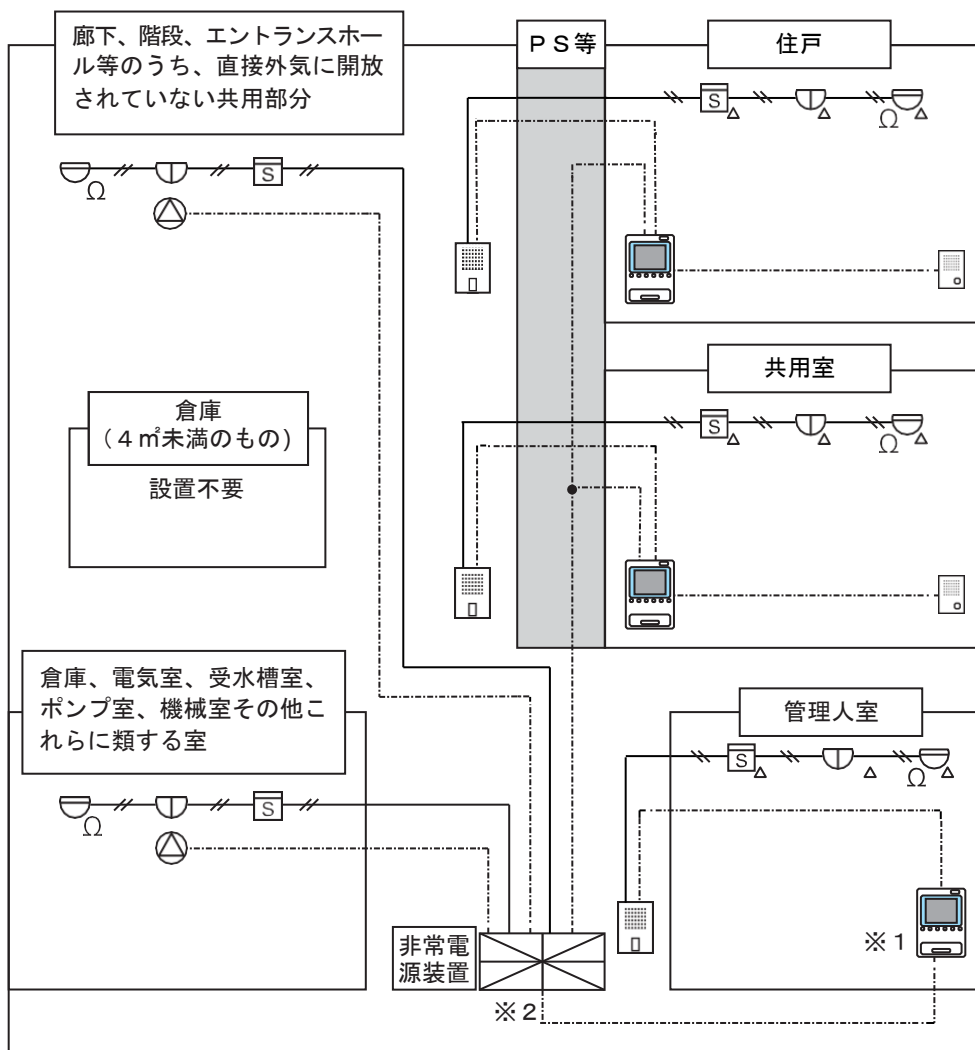 廊下、階段、エントランスホー
ル等のうち、直接外気に開放
されていない共用部分
ＰＳ等
住戸
S
Ω
Ω
S
共用室
S
Ω
倉庫
（４㎡未満のもの)
設置不要
倉庫、電気室、受水槽室、
ポンプ室、機械室その他こ
れらに類する室
管理人室
S
Ω
S
Ω
非常電
源装置
※１
※２